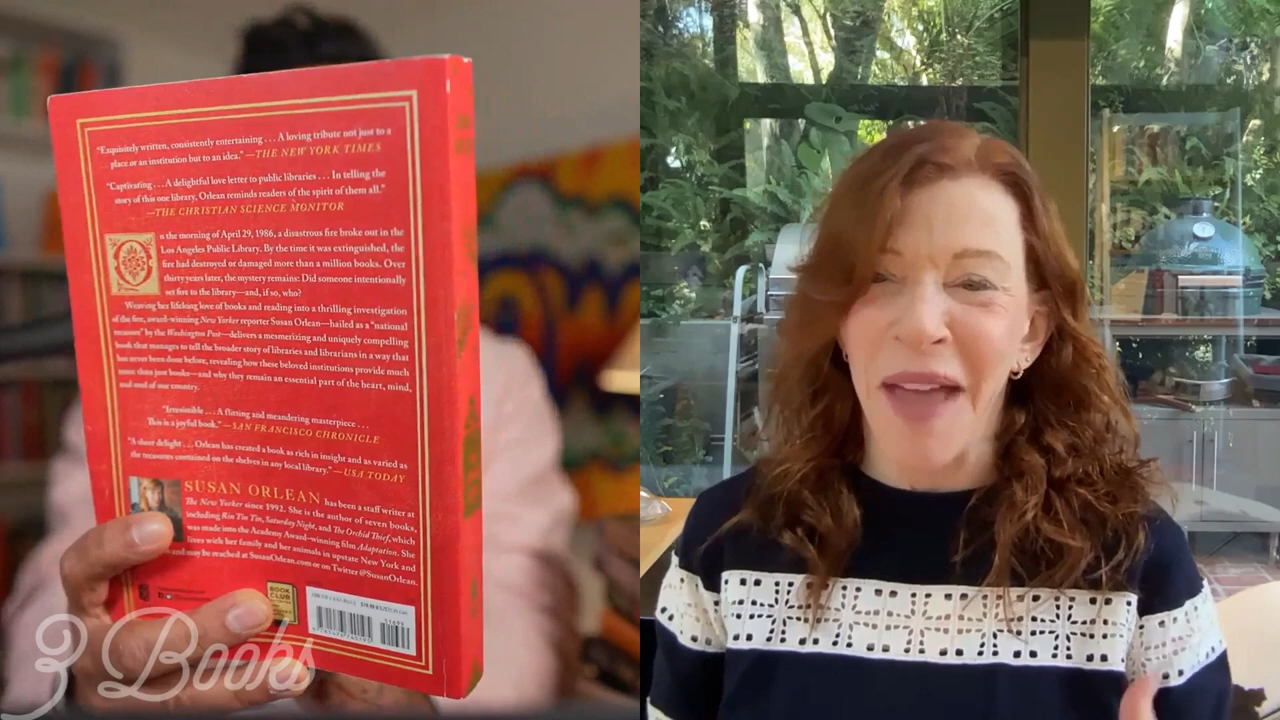 "Exquisitely written, consistently entertaining . . . A loving tribute not just to a
place or an institution but to an idea." —THE NEW YORK TIMES
"Captivating . . . A delightful love letter to public libraries . . . In telling the
story of this one library, Orlean reminds readers of the spirit of them all."
—THE CHRISTIAN SCIENCE MONITOR
On the morning of April 29, 1986, a disastrous fire broke out in the
Los Angeles Public Library. By the time it was extinguished, the
fire had destroyed or damaged more than a million books. Over
thirty years later, the mystery remains: Did someone intentionally
set fire to the library—and, if so, who?
Weaving her lifelong love of books and reading into a thrilling investigation
of the fire, award-winning New Yorker reporter Susan Orlean—hailed as a "national
treasure" by the Washington Post—delivers a mesmerizing and uniquely compelling
book that manages to tell the broader story of libraries and librarians in a way that
has never been done before, revealing how these beloved institutions provide much
more than just books—and why they remain an essential part of the heart, mind,
and soul of our country.
"Irresistible . . . A flitting and meandering masterpiece . . .
This is a joyful book." —SAN FRANCISCO CHRONICLE
"A sheer delight . . . Orlean has created a book as rich in insight and as varied as
the treasures contained on the shelves in any local library." —USA TODAY
SUSAN ORLEAN has been a staff writer at
The New Yorker since 1992. She is the author of seven books,
including Rin Tin Tin, Saturday Night, and The Orchid Thief, which
was made into the Academy Award–winning film Adaptation. She
lives with her family and her animals in upstate New York and
and may be reached at SusanOrlean.com or on Twitter @SusanOrlean.
BOOK
CLUB
3 Books